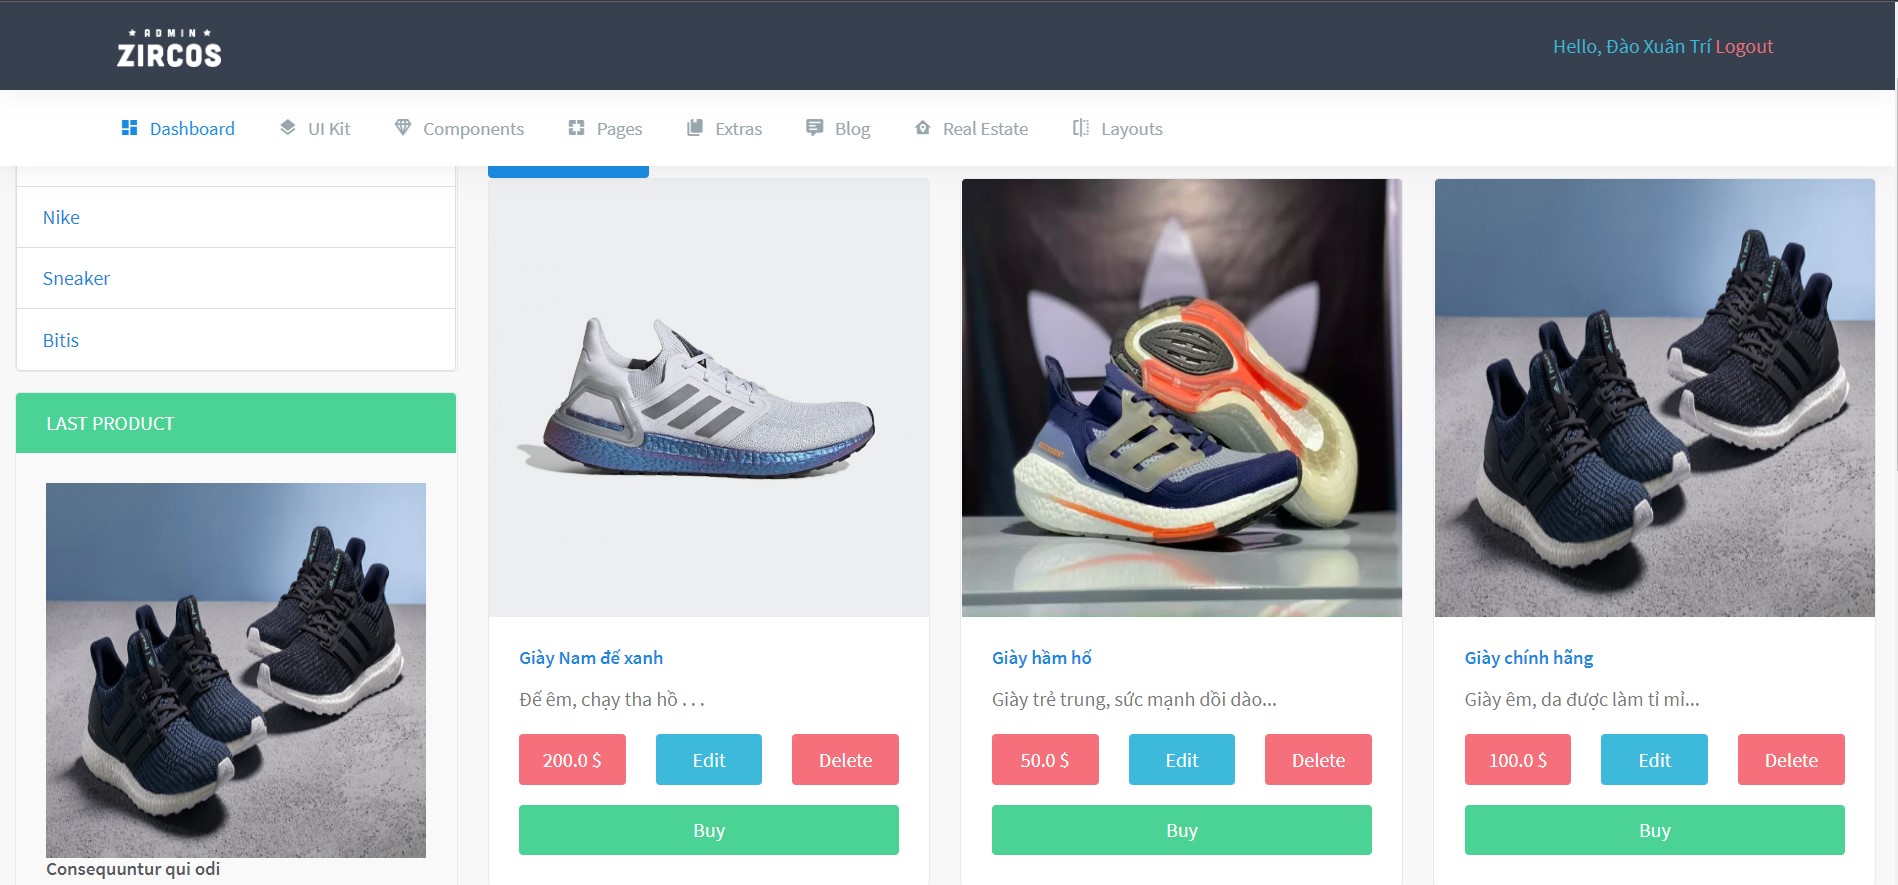 ADMIN
ZIRCOS
Hello, Đào Xuân Trí Logout
Dashboard UI Kit Components Pages Extras Blog Real Estate Layouts
Nike
Sneaker
Bitis
LAST PRODUCT
Consequuntur qui odi
Giày Nam đế xanh
Đế êm, chạy tha hồ . . .
200.0 $ Edit Delete
Buy
Giày hầm hố
Giày trẻ trung, sức mạnh dồi dào...
50.0 $ Edit Delete
Buy
Giày chính hãng
Giày êm, da được làm tỉ mỉ...
100.0 $ Edit Delete
Buy